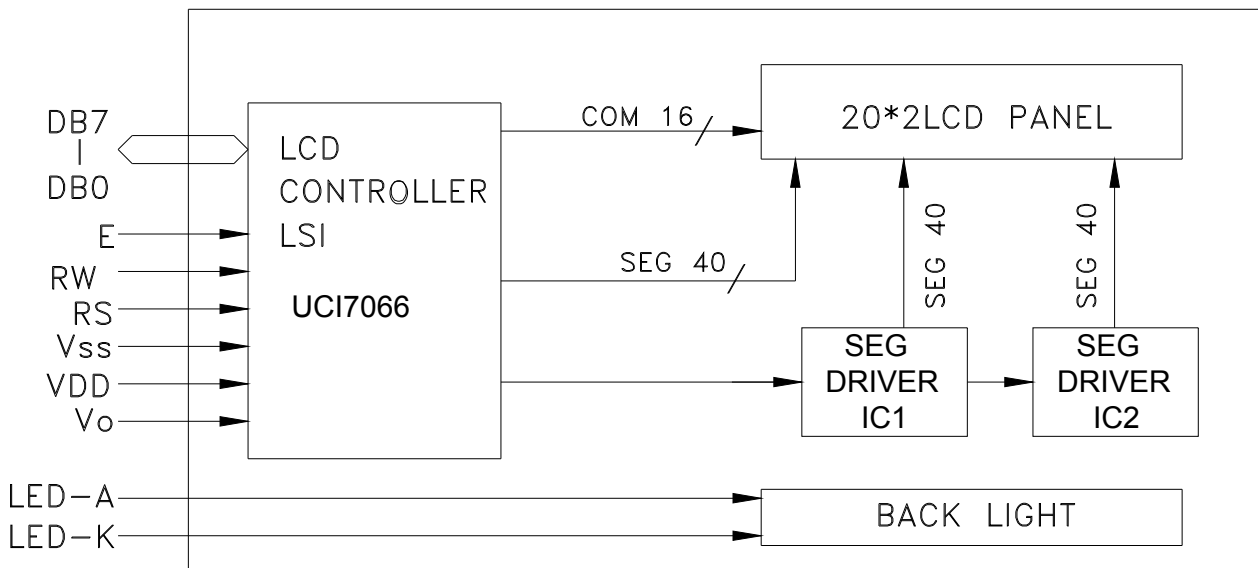 DB7
|
DB0
E
RW
RS
Vss
VDD
Vo
LED-A
LED-K
LCD
CONTROLLER
LSI
UCI7066
COM 16
SEG 40
20*2LCD PANEL
SEG 40
SEG 40
SEG
DRIVER
IC1
SEG
DRIVER
IC2
BACK LIGHT